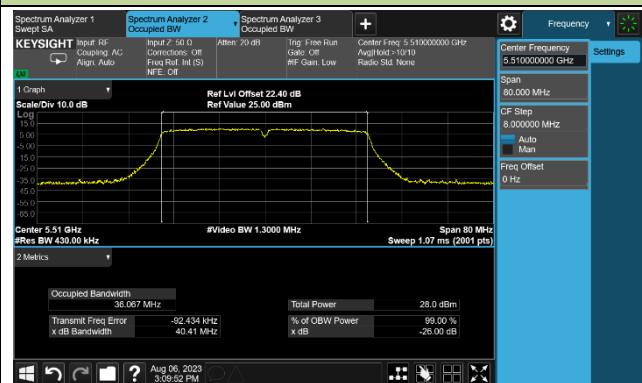 Spectrum Analyzer 1
Swept SA
Spectrum Analyzer 2
Occupied BW
Spectrum Analyzer 3
Occupied BW
Frequency
KEYSIGHT
Input: RF
Coupling: AC
Align: Auto
Input Z: 50 Ω
Corrections: Off
Freq Ref: Int (S)
NFE: Off
Atten: 20 dB
Trig: Free Run
Gate: Off
#IF Gain: Low
Center Freq: 5.510000000 GHz
Avg|Hold:>10/10
Radio Std: None
Center Frequency
5.510000000 GHz
Settings
Span
80.000 MHz
CF Step
8.000000 MHz
Auto
Man
Freq Offset
0 Hz
1 Graph
Scale/Div 10.0 dB
Ref Lvl Offset 22.40 dB
Ref Value 25.00 dBm
Log
15.0
5.00
-5.00
-15.0
-25.0
-35.0
-45.0
-55.0
-65.0
Center 5.51 GHz
#Res BW 430.00 kHz
#Video BW 1.3000 MHz
Span 80 MHz
Sweep 1.07 ms (2001 pts)
2 Metrics
Occupied Bandwidth
36.067 MHz
Total Power 28.0 dBm
Transmit Freq Error -92.434 kHz
% of OBW Power 99.00 %
x dB Bandwidth 40.41 MHz
x dB -26.00 dB
?
Aug 06, 2023
3:09:52 PM